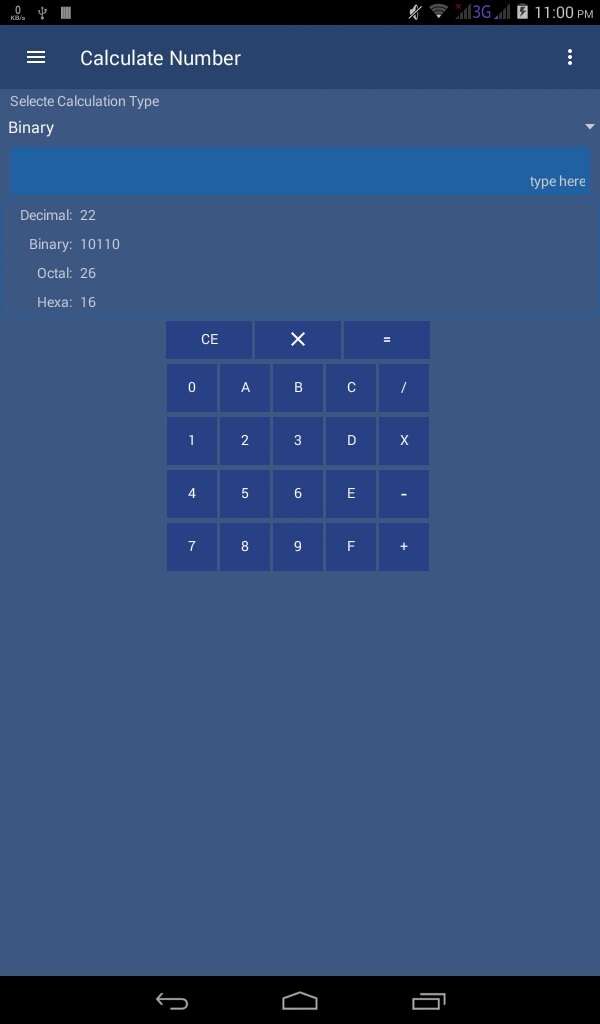 0
KB/s
3G
11:00 PM
Calculate Number
Selecte Calculation Type
Binary
type here
Decimal: 22
Binary: 10110
Octal: 26
Hexa: 16
CE =
0 A B C /
1 2 3 D X
4 5 6 E -
7 8 9 F +